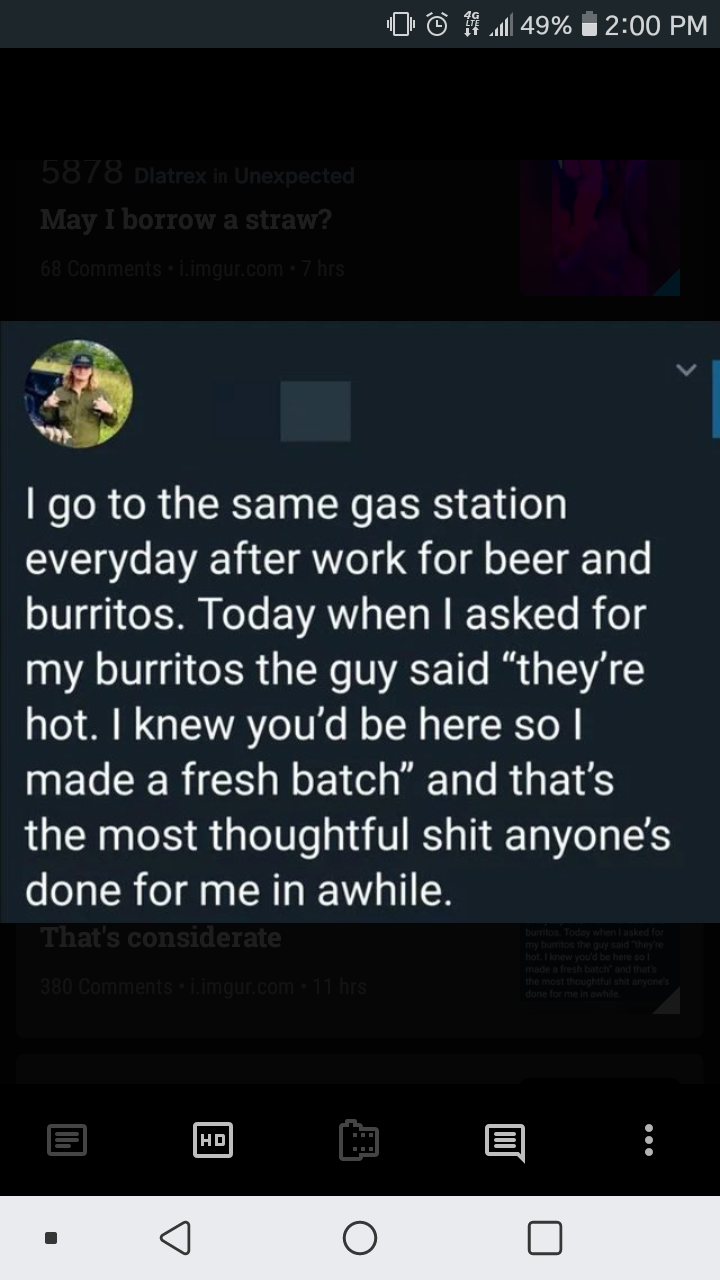 4G
LTE
49%
2:00 PM
5878 Dlatrex in Unexpected
May I borrow a straw?
68 Comments • i.imgur.com • 7 hrs
I go to the same gas station
everyday after work for beer and
burritos. Today when I asked for
my burritos the guy said “they’re
hot. I knew you’d be here so I
made a fresh batch” and that’s
the most thoughtful shit anyone’s
done for me in awhile.
That's considerate
380 Comments • i.imgur.com • 11 hrs
burritos. Today when I asked for
my burritos the guy said “they’re
hot. I knew you’d be here so I
made a fresh batch” and that’s
the most thoughtful shit anyone’s
done for me in awhile.
HD